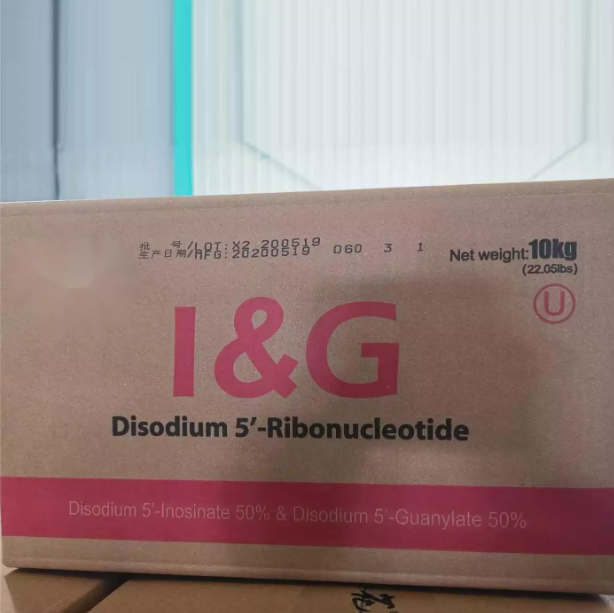 批 号/LOT:X2 200519
生产日期/MFG:20200519 060 3 1
Net weight:10kg
(22.05lbs)
U
I&G
Disodium 5′-Ribonucleotide
Disodium 5′-Inosinate 50% & Disodium 5′-Guanylate 50%